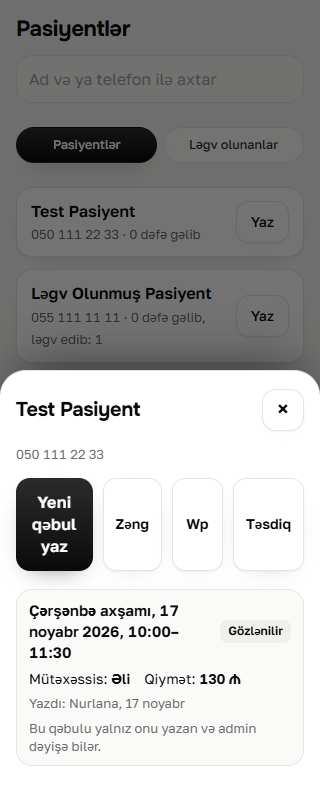 Pasiyentlər
Ad və ya telefon ilə axtar
Pasiyentlər
Ləğv olunanlar
Test Pasiyent
050 111 22 33 · 0 dəfə gəlib
Yaz
Ləğv Olunmuş Pasiyent
055 111 11 11 · 0 dəfə gəlib,
ləğv edib: 1
Yaz
Test Pasiyent
×
050 111 22 33
Yeni
qəbul
yaz
Zəng
Wp
Təsdiq
Çərşənbə axşamı, 17
noyabr 2026, 10:00–
11:30
Gözlənilir
Mütəxəssis: Əli Qiymət: 130 ₼
Yazdı: Nurlana, 17 noyabr
Bu qəbulu yalnız onu yazan və admin
dəyişə bilər.